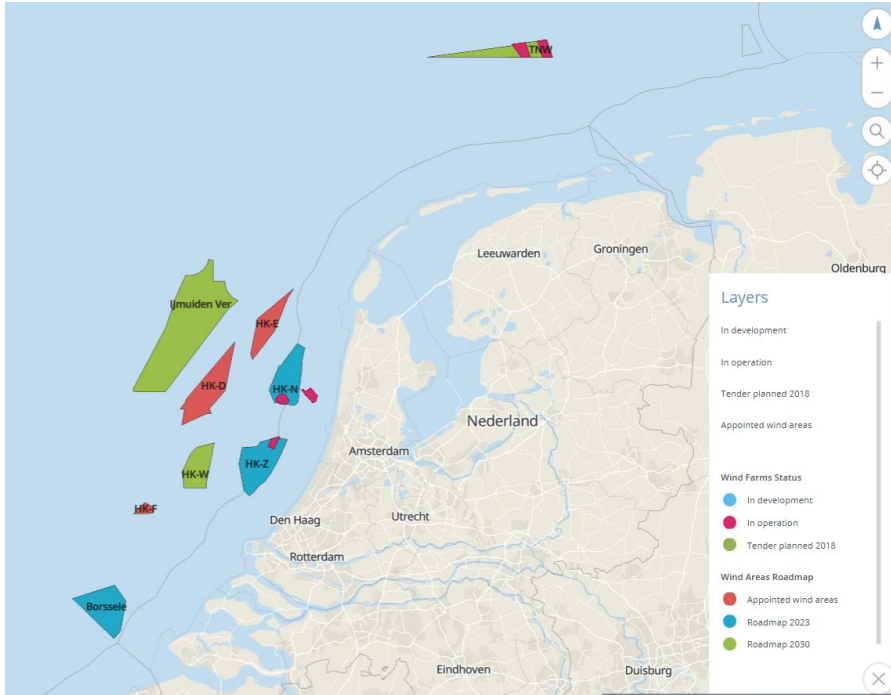 TNW
Leeuwarden
Groningen
Oldenburg
IJmuiden Ver
HK-E
HK-D
HK-N
Nederland
Amsterdam
HK-W
HK-Z
HK-F
Den Haag
Utrecht
Rotterdam
Borssele
Eindhoven
Duisburg
Layers
In development
In operation
Tender planned 2018
Appointed wind areas
Wind Farms Status
In development
In operation
Tender planned 2018
Wind Areas Roadmap
Appointed wind areas
Roadmap 2023
Roadmap 2030